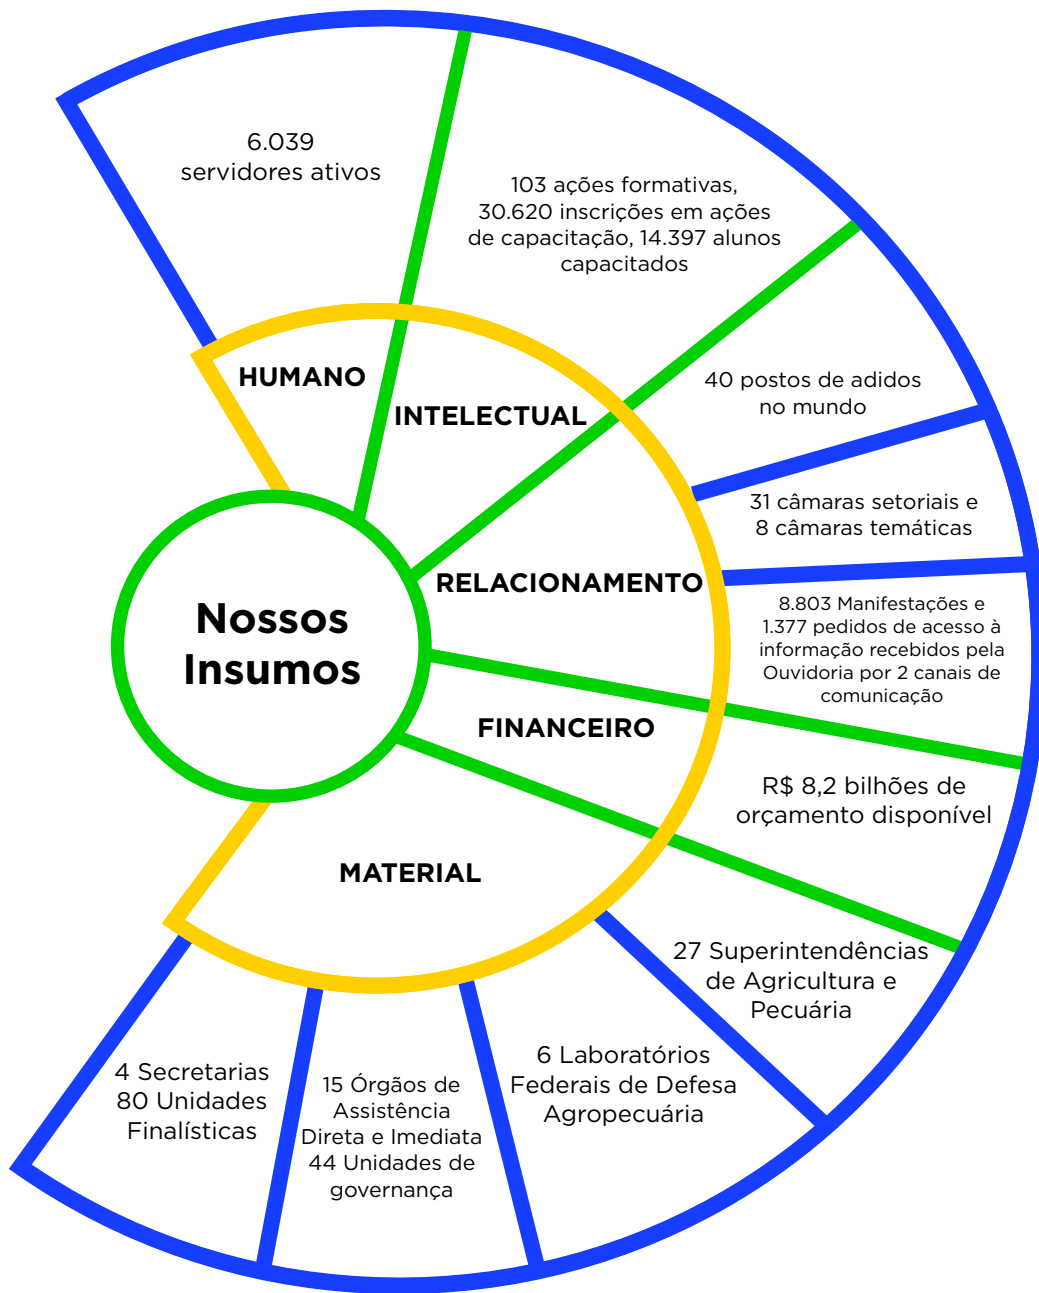 6.039
servidores ativos
103 ações formativas,
30.620 inscrições em ações
de capacitação, 14.397 alunos
capacitados
HUMANO
INTELECTUAL
40 postos de adidos
no mundo
31 câmaras setoriais e
8 câmaras temáticas
RELACIONAMENTO
8.803 Manifestações e
1.377 pedidos de acesso à
informação recebidos pela
Ouvidoria por 2 canais de
comunicação
Nossos
Insumos
FINANCEIRO
R$ 8,2 bilhões de
orçamento disponível
MATERIAL
27 Superintendências
de Agricultura e
Pecuária
6 Laboratórios
Federais de Defesa
Agropecuária
15 Órgãos de
Assistência
Direta e Imediata
44 Unidades de
governança
4 Secretarias
80 Unidades
Finalísticas